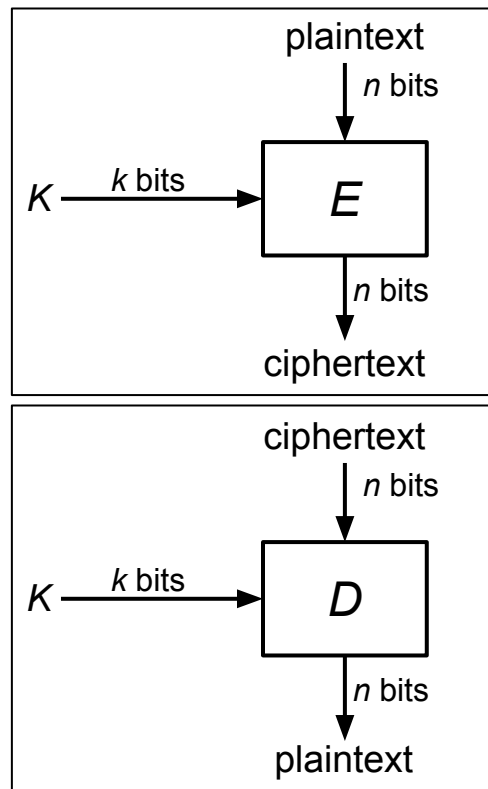 plaintext
n bits
k bits
K
E
n bits
ciphertext
ciphertext
n bits
k bits
K
D
n bits
plaintext